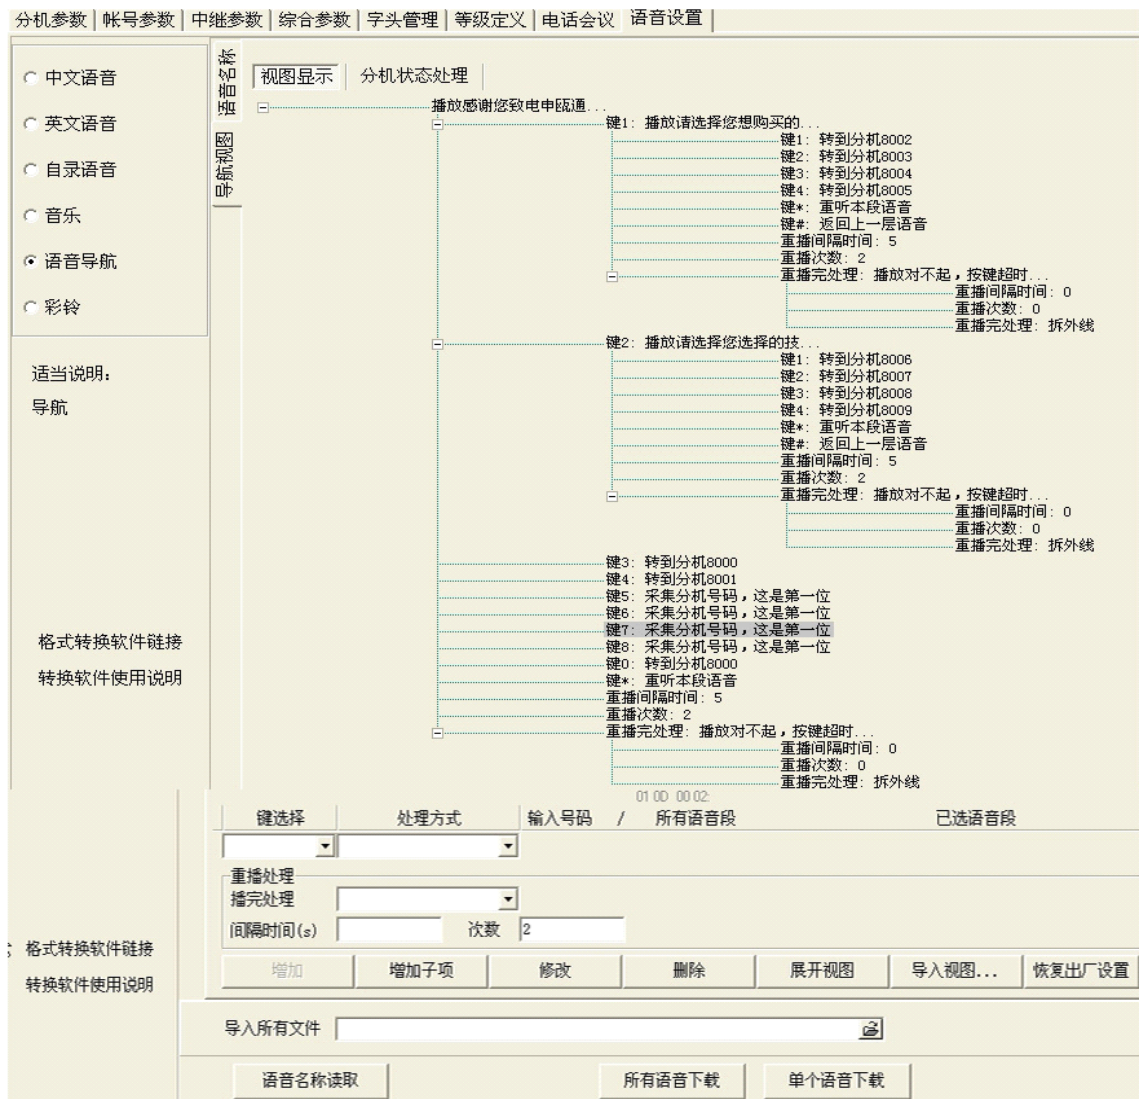 分机参数 帐号参数 中继参数 综合参数 字头管理 等级定义 电话会议 语音设置
中文语音
英文语音
自录语音
音乐
语音导航
彩铃
适当说明:
导航
格式转换软件链接
转换软件使用说明
语音名称
导航视图
视图显示 分机状态处理
播放感谢您致电申瓯通...
键1: 播放请选择您想购买的...
键1: 转到分机8002
键2: 转到分机8003
键3: 转到分机8004
键4: 转到分机8005
键*: 重听本段语音
键#: 返回上一层语音
重播间隔时间: 5
重播次数: 2
重播完处理: 播放对不起,按键超时...
重播间隔时间: 0
重播次数: 0
重播完处理: 拆外线
键2: 播放请选择您选择的技...
键1: 转到分机8006
键2: 转到分机8007
键3: 转到分机8008
键4: 转到分机8009
键*: 重听本段语音
键#: 返回上一层语音
重播间隔时间: 5
重播次数: 2
重播完处理: 播放对不起,按键超时...
重播间隔时间: 0
重播次数: 0
重播完处理: 拆外线
键3: 转到分机8000
键4: 转到分机8001
键5: 采集分机号码,这是第一位
键6: 采集分机号码,这是第一位
键7: 采集分机号码,这是第一位
键8: 采集分机号码,这是第一位
键0: 转到分机8000
键*: 重听本段语音
重播间隔时间: 5
重播次数: 2
重播完处理: 播放对不起,按键超时...
重播间隔时间: 0
重播次数: 0
重播完处理: 拆外线
01 0D 00 02:
键选择 处理方式 输入号码 / 所有语音段 已选语音段
重播处理
播完处理
间隔时间(s) 次数 2
格式转换软件链接
转换软件使用说明
增加 增加子项 修改 删除 展开视图 导入视图... 恢复出厂设置
导入所有文件
语音名称读取 所有语音下载 单个语音下载